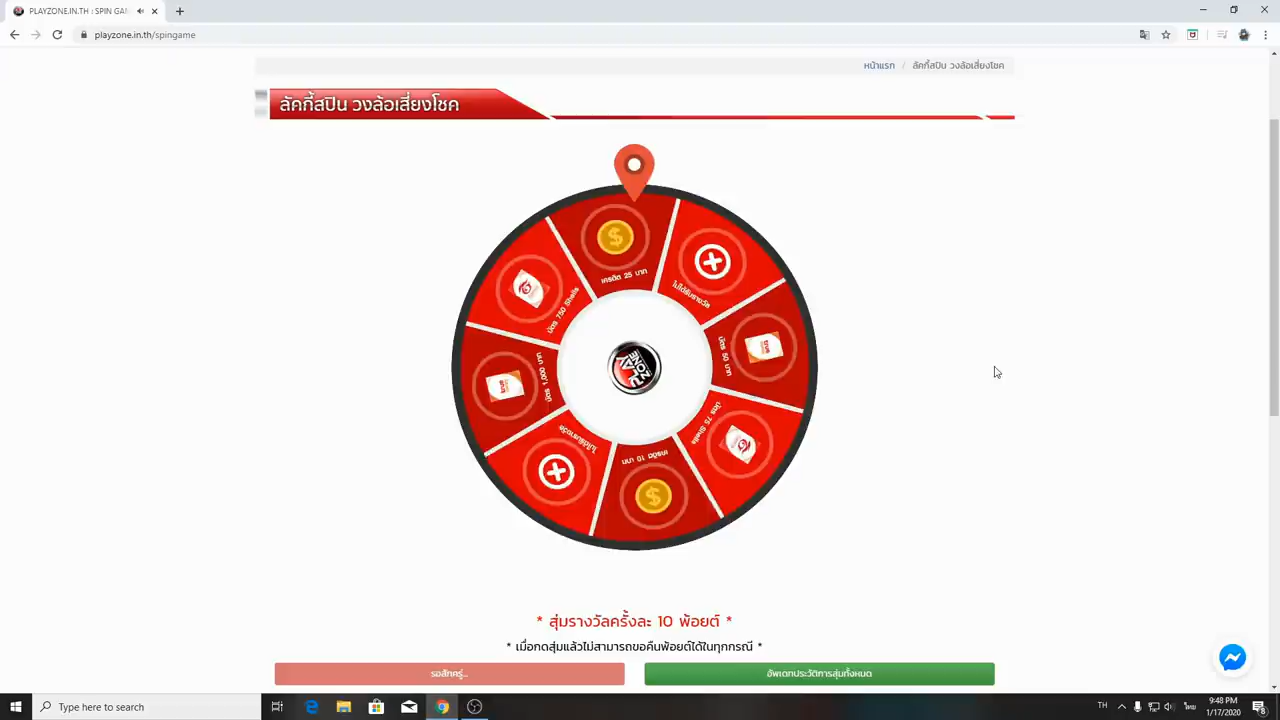 PLAYZONE.IN.TH : SPIN GAM
playzone.in.th/spingame
หน้าแรก / ลัคกี้สปิน วงล้อเสี่ยงโชค
ลัคกี้สปิน วงล้อเสี่ยงโชค
เครดิต 25 บาท
ไม่ได้รับรางวัล
บัตร 750 Shells
บัตร 50 บาท
บัตร 1,000 บาท
PLAY
ZONE
บัตร 75 Shells
ไม่ได้รับรางวัล
เครดิต 10 บาท
* สุ่มรางวัลครั้งละ 10 พ้อยต์ *
* เมื่อกดสุ่มแล้วไม่สามารถขอคืนพ้อยต์ได้ในทุกกรณี *
รอสักครู่...
อัพเดทประวัติการสุ่มทั้งหมด
Type here to search
TH
ไทย
9:48 PM
1/17/2020